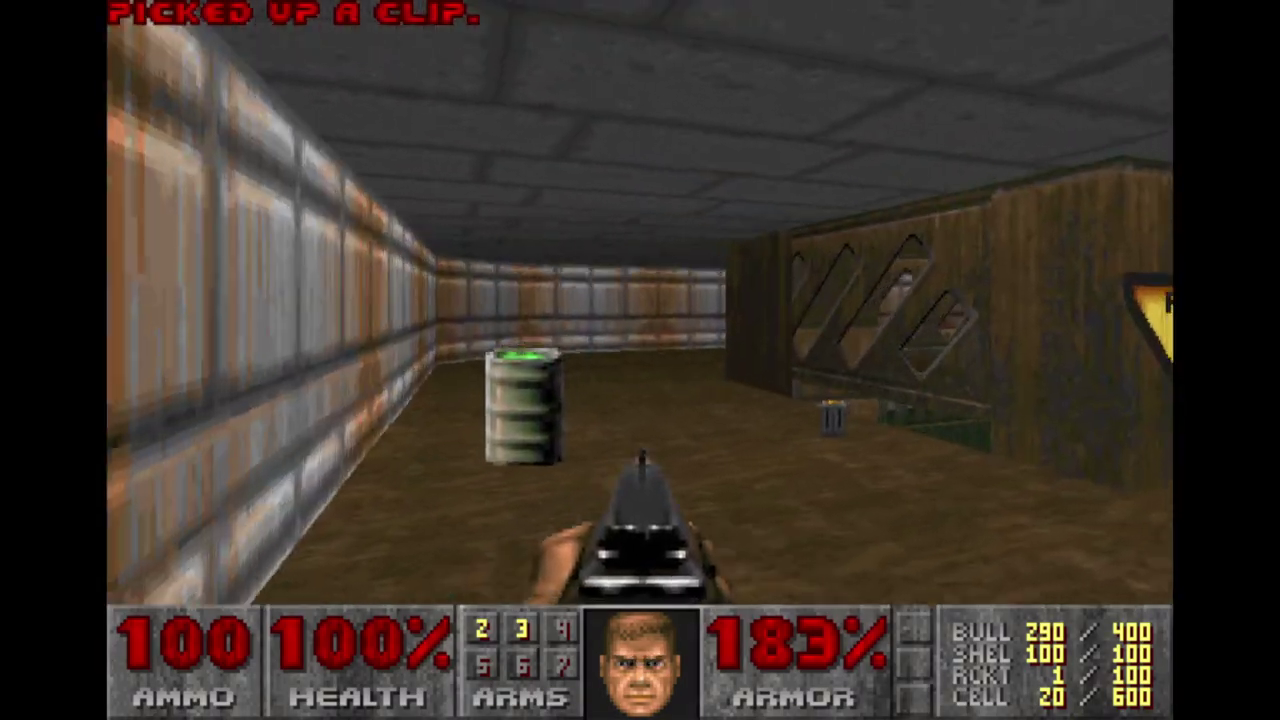 PICKED UP A CLIP.
100 100% 2 3 4 183% BULL 290 / 400
SHEL 100 / 100
5 6 7 RCKT 1 / 100
AMMO HEALTH ARMS ARMOR CELL 20 / 600